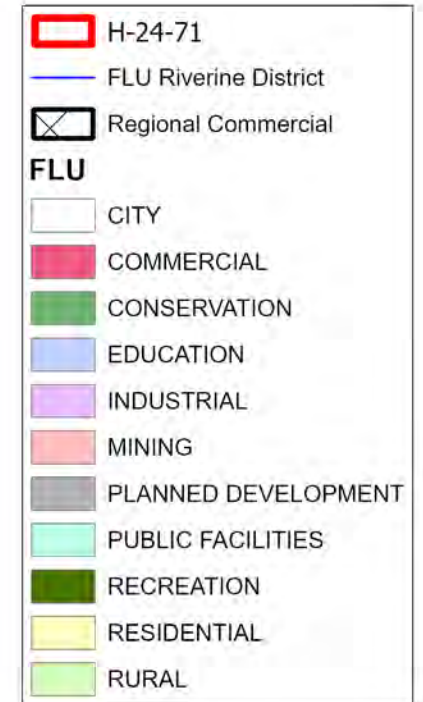 H-24-71
FLU Riverine District
Regional Commercial
FLU
CITY
COMMERCIAL
CONSERVATION
EDUCATION
INDUSTRIAL
MINING
PLANNED DEVELOPMENT
PUBLIC FACILITIES
RECREATION
RESIDENTIAL
RURAL